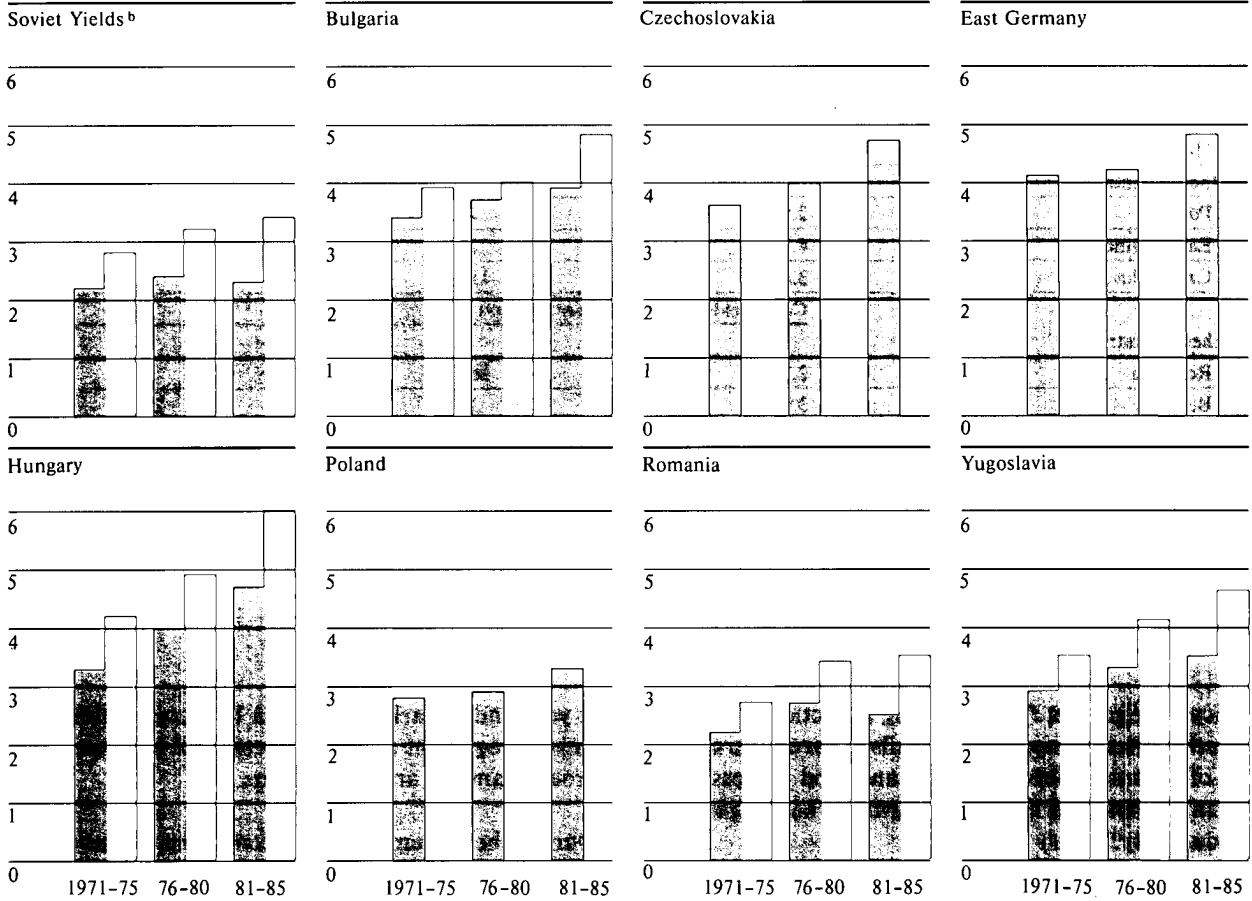 Soviet Yields b
Bulgaria
Czechoslovakia
East Germany
6 6 6 6
5 5 5 5
4 4 4 4
3 3 3 3
2 2 2 2
1 1 1 1
0 0 0 0
Hungary
Poland
Romania
Yugoslavia
6 6 6 6
5 5 5 5
4 4 4 4
3 3 3 3
2 2 2 2
1 1 1 1
0 0 0 0
1971–75 76–80 81–85
1971–75 76–80 81–85
1971–75 76–80 81–85
1971–75 76–80 81–85